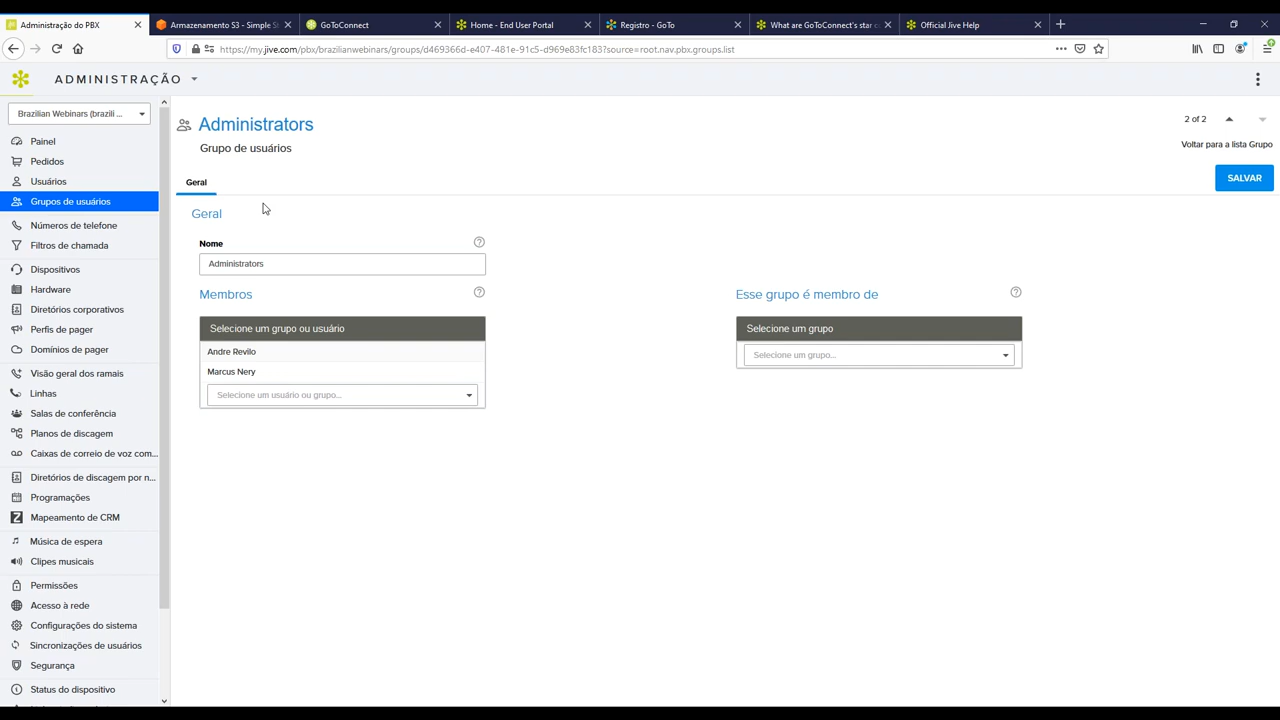 Administração do PBX
Armazenamento S3 - Simple S
GoToConnect
Home - End User Portal
Registro - GoTo
What are GoToConnect's star c
Official Jive Help
https://my.jive.com/pbx/brazilianwebinars/groups/d469366d-e407-481e-91c5-d969e83fc183?source=root.nav.pbx.groups.list
ADMINISTRAÇÃO
Brazilian Webinars (brazili ...
Painel
Pedidos
Usuários
Grupos de usuários
Números de telefone
Filtros de chamada
Dispositivos
Hardware
Diretórios corporativos
Perfis de pager
Domínios de pager
Visão geral dos ramais
Linhas
Salas de conferência
Planos de discagem
Caixas de correio de voz com...
Diretórios de discagem por n...
Programações
Mapeamento de CRM
Música de espera
Clipes musicais
Permissões
Acesso à rede
Configurações do sistema
Sincronizações de usuários
Segurança
Status do dispositivo
Administrators
Grupo de usuários
2 of 2
Voltar para a lista Grupo
SALVAR
Geral
Geral
Nome
Administrators
Membros
Selecione um grupo ou usuário
Andre Revilo
Marcus Nery
Selecione um usuário ou grupo...
Esse grupo é membro de
Selecione um grupo
Selecione um grupo...